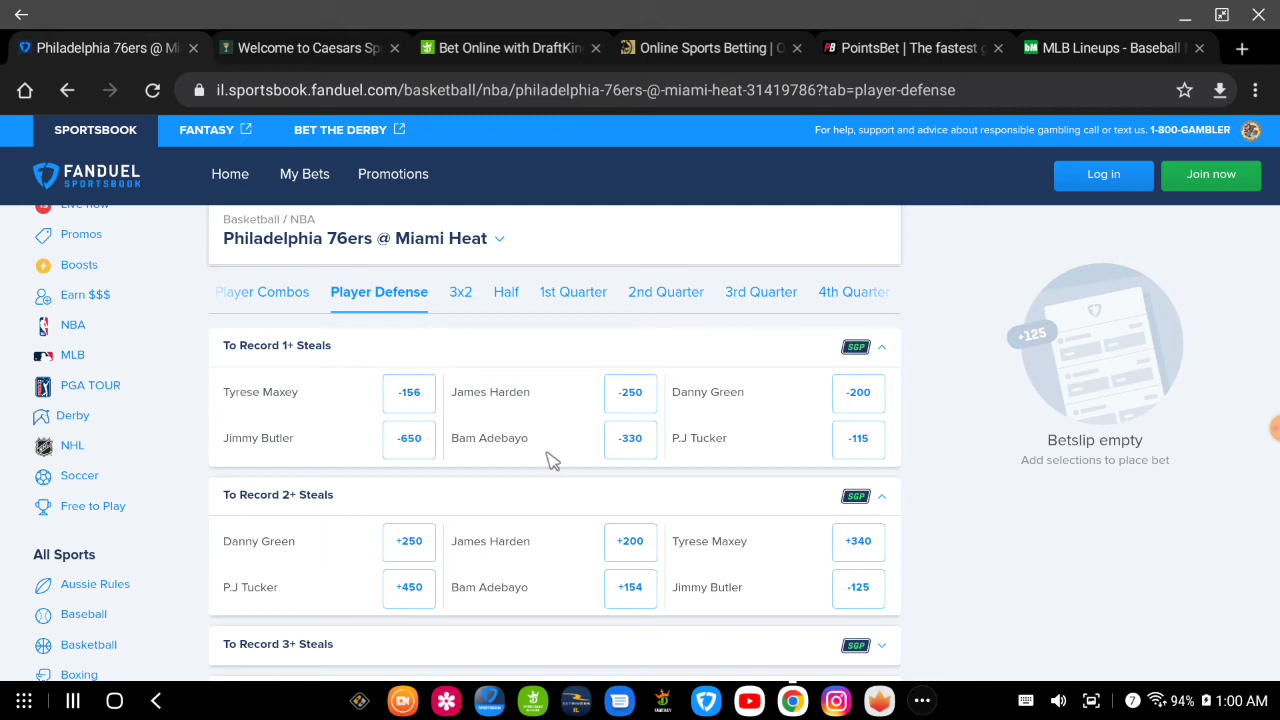 Philadelphia 76ers @ Mi
Welcome to Caesars Sp
Bet Online with DraftKin
Online Sports Betting | O
PointsBet | The fastest g
MLB Lineups - Baseball
il.sportsbook.fanduel.com/basketball/nba/philadelphia-76ers-@-miami-heat-31419786?tab=player-defense
SPORTSBOOK
FANTASY
BET THE DERBY
For help, support and advice about responsible gambling call or text us. 1-800-GAMBLER
FANDUEL
SPORTSBOOK
Home
My Bets
Promotions
Log in
Join now
Live now
Promos
Boosts
Earn $$$
NBA
MLB
PGA TOUR
Derby
NHL
Soccer
Free to Play
All Sports
Aussie Rules
Baseball
Basketball
Boxing
Basketball / NBA
Philadelphia 76ers @ Miami Heat
Player Combos
Player Defense
3x2
Half
1st Quarter
2nd Quarter
3rd Quarter
4th Quarter
To Record 1+ Steals
SGP
Tyrese Maxey -156 James Harden -250 Danny Green -200
Jimmy Butler -650 Bam Adebayo -330 P.J Tucker -115
To Record 2+ Steals
SGP
Danny Green +250 James Harden +200 Tyrese Maxey +340
P.J Tucker +450 Bam Adebayo +154 Jimmy Butler -125
To Record 3+ Steals
SGP
+125
Betslip empty
Add selections to place bet
7
94%
1:00 AM